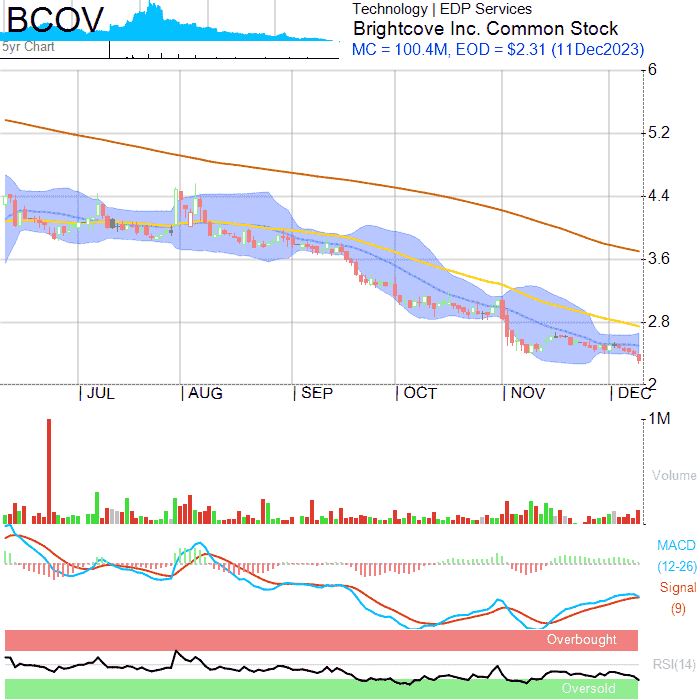 BCOV
5yr Chart
Technology | EDP Services
Brightcove Inc. Common Stock
MC = 100.4M, EOD = $2.31 (11Dec2023)
6
5.2
4.4
3.6
2.8
2
JUL AUG SEP OCT NOV DEC
1M
Volume
MACD
(12-26)
Signal
(9)
Overbought
RSI(14)
Oversold